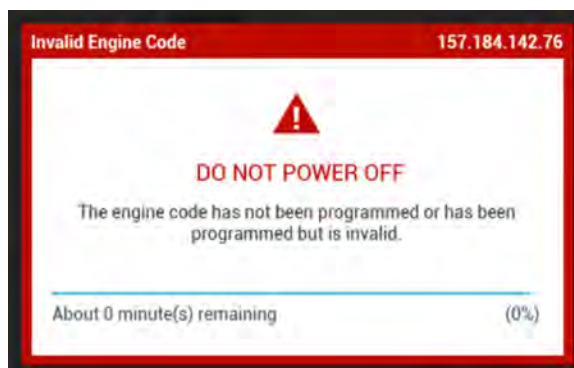 Invalid Engine Code 157.184.142.76
DO NOT POWER OFF
The engine code has not been programmed or has been
programmed but is invalid.
About 0 minute(s) remaining (0%)